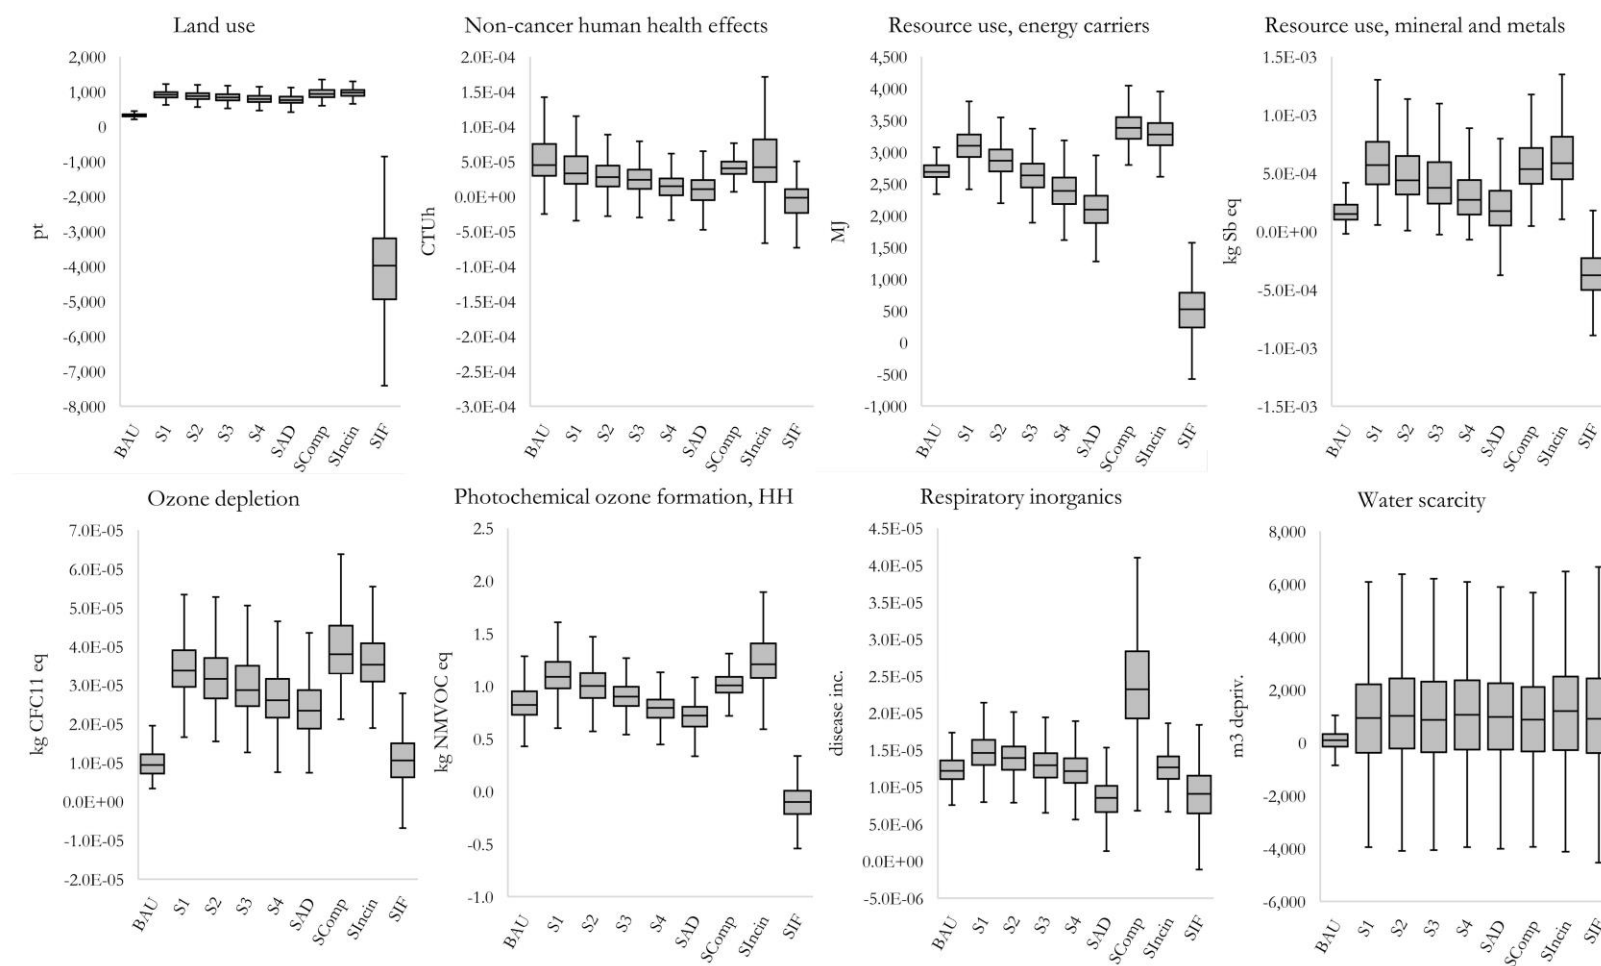 Land use
pt
2,000
1,000
0
-1,000
-2,000
-3,000
-4,000
-5,000
-6,000
-7,000
-8,000
BAU
S1
S2
S3
S4
SAD
SComp
SIncin
SIF
Non-cancer human health effects
CTUh
2.0E-04
1.5E-04
1.0E-04
5.0E-05
0.0E+00
-5.0E-05
-1.0E-04
-1.5E-04
-2.0E-04
-2.5E-04
-3.0E-04
BAU
S1
S2
S3
S4
SAD
SComp
SIncin
SIF
Resource use, energy carriers
MJ
4,500
4,000
3,500
3,000
2,500
2,000
1,500
1,000
500
0
-500
-1,000
BAU
S1
S2
S3
S4
SAD
SComp
SIncin
SIF
Resource use, mineral and metals
kg Sb eq
1.5E-03
1.0E-03
5.0E-04
0.0E+00
-5.0E-04
-1.0E-03
-1.5E-03
BAU
S1
S2
S3
S4
SAD
SComp
SIncin
SIF
Ozone depletion
kg CFC11 eq
7.0E-05
6.0E-05
5.0E-05
4.0E-05
3.0E-05
2.0E-05
1.0E-05
0.0E+00
-1.0E-05
-2.0E-05
BAU
S1
S2
S3
S4
SAD
SComp
SIncin
SIF
Photochemical ozone formation, HH
kg NMVOC eq
2.5
2.0
1.5
1.0
0.5
0.0
-0.5
-1.0
BAU
S1
S2
S3
S4
SAD
SComp
SIncin
SIF
Respiratory inorganics
disease inc.
4.5E-05
4.0E-05
3.5E-05
3.0E-05
2.5E-05
2.0E-05
1.5E-05
1.0E-05
5.0E-06
0.0E+00
-5.0E-06
BAU
S1
S2
S3
S4
SAD
SComp
SIncin
SIF
Water scarcity
m3 depriv.
8,000
6,000
4,000
2,000
0
-2,000
-4,000
-6,000
BAU
S1
S2
S3
S4
SAD
SComp
SIncin
SIF